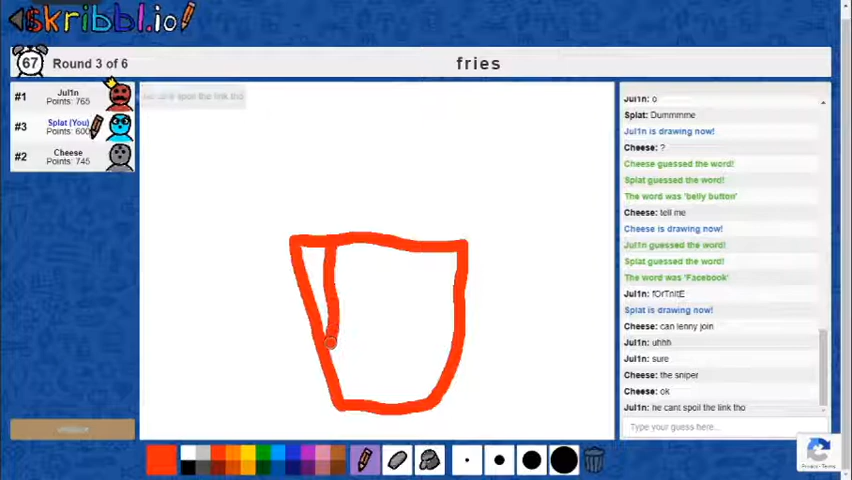 skribbl.io
67 Round 3 of 6 fries
#1 Jul1n
Points: 765
#3 Splat (You)
Points: 600
#2 Cheese
Points: 745
Jul1n: o
Splat: Dummmme
Jul1n is drawing now!
Cheese: ?
Cheese guessed the word!
Splat guessed the word!
The word was 'belly button'
Cheese: tell me
Cheese is drawing now!
Jul1n guessed the word!
Splat guessed the word!
The word was 'Facebook'
Jul1n: fOrTnitE
Splat is drawing now!
Cheese: can lenny join
Jul1n: uhhh
Jul1n: sure
Cheese: the sniper
Cheese: ok
Jul1n: he cant spoil the link tho
Type your guess here...
Privacy - Terms